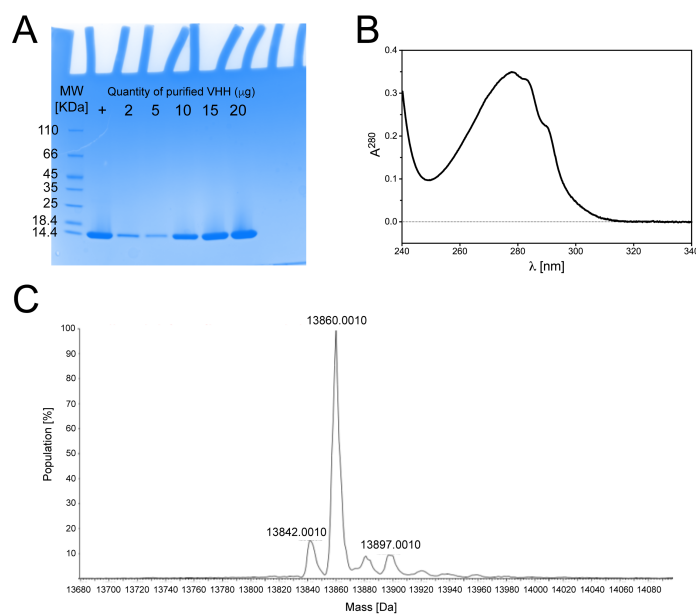 A
MW
[KDa]
Quantity of purified VHH (μg)
+ 2 5 10 15 20
110
66
45
35
25
18.4
14.4
B
0.4
0.3
0.2
0.1
0.0
A280
240 260 280 300 320 340
λ [nm]
C
13860.0010
13842.0010
13897.0010
100
90
80
70
60
50
40
30
20
10
Population [%]
13680 13700 13720 13740 13760 13780 13800 13820 13840 13860 13880 13900 13920 13940 13960 13980 14000 14020 14040 14060 14080
Mass [Da]